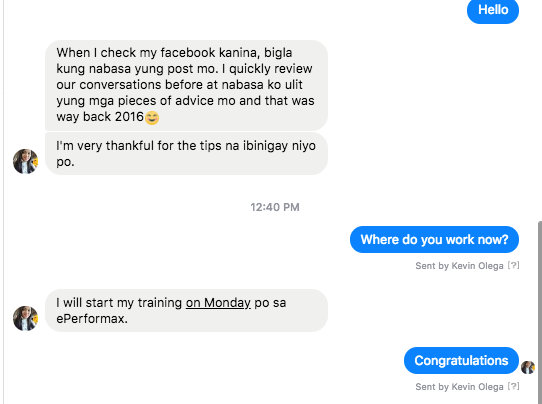 Hello
When I check my facebook kanina, bigla
kung nabasa yung post mo. I quickly review
our conversations before at nabasa ko ulit
yung mga pieces of advice mo and that was
way back 2016😅
I'm very thankful for the tips na ibinigay niyo
po.
12:40 PM
Where do you work now?
Sent by Kevin Olega [?]
I will start my training on Monday po sa
ePerformax.
Congratulations
Sent by Kevin Olega [?]